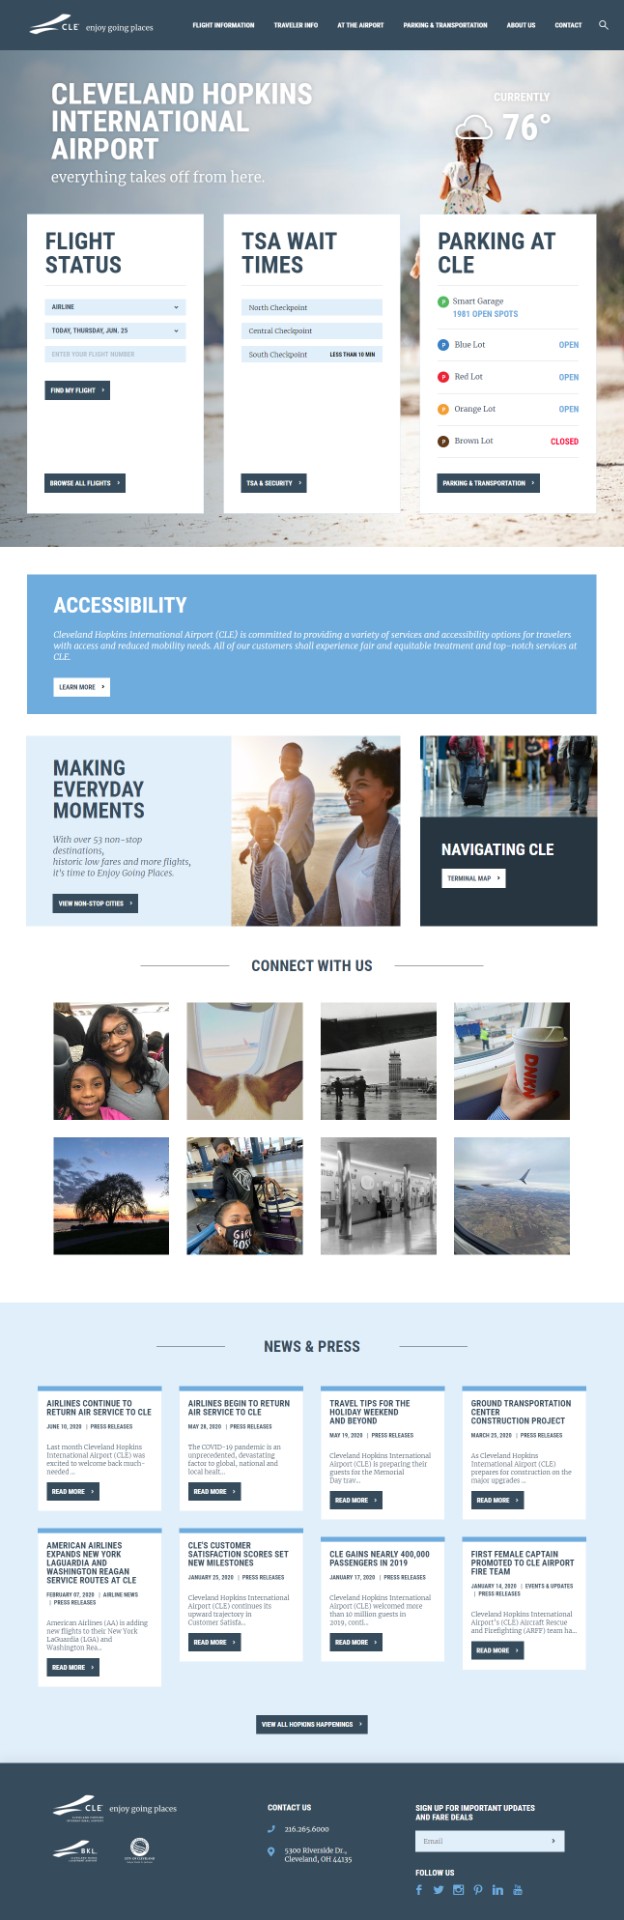 CLE enjoy going places
FLIGHT INFORMATION TRAVELER INFO AT THE AIRPORT PARKING & TRANSPORTATION ABOUT US CONTACT
CLEVELAND HOPKINS
INTERNATIONAL
AIRPORT
everything takes off from here.
CURRENTLY
76°
FLIGHT
STATUS
AIRLINE
TODAY, THURSDAY, JUN. 25
ENTER YOUR FLIGHT NUMBER
FIND MY FLIGHT
BROWSE ALL FLIGHTS
TSA WAIT
TIMES
North Checkpoint
Central Checkpoint
South Checkpoint LESS THAN 10 MIN
TSA & SECURITY
PARKING AT
CLE
P Smart Garage
1981 OPEN SPOTS
P Blue Lot OPEN
P Red Lot OPEN
P Orange Lot OPEN
P Brown Lot CLOSED
PARKING & TRANSPORTATION
ACCESSIBILITY
Cleveland Hopkins International Airport (CLE) is committed to providing a variety of services and accessibility options for travelers
with access and reduced mobility needs. All of our customers shall experience fair and equitable treatment and top-notch services at
CLE.
LEARN MORE
MAKING
EVERYDAY
MOMENTS
With over 53 non-stop
destinations,
historic low fares and more flights,
it's time to Enjoy Going Places.
VIEW NON-STOP CITIES
NAVIGATING CLE
TERMINAL MAP
CONNECT WITH US
DNKN
GIRL
BOSS
NEWS & PRESS
AIRLINES CONTINUE TO
RETURN AIR SERVICE TO CLE
JUNE 10, 2020 | PRESS RELEASES
Last month Cleveland Hopkins
International Airport (CLE) was
excited to welcome back much-
needed ...
READ MORE
AIRLINES BEGIN TO RETURN
AIR SERVICE TO CLE
MAY 26, 2020 | PRESS RELEASES
The COVID-19 pandemic is an
unprecedented, devastating
factor to global, national and
local healt...
READ MORE
TRAVEL TIPS FOR THE
HOLIDAY WEEKEND
AND BEYOND
MAY 19, 2020 | PRESS RELEASES
Cleveland Hopkins International
Airport (CLE) is preparing their
guests for the Memorial
Day trav...
READ MORE
GROUND TRANSPORTATION
CENTER
CONSTRUCTION PROJECT
MARCH 25, 2020 | PRESS RELEASES
As Cleveland Hopkins
International Airport (CLE)
prepares for construction on the
major upgrades ...
READ MORE
AMERICAN AIRLINES
EXPANDS NEW YORK
LAGUARDIA AND
WASHINGTON REAGAN
SERVICE ROUTES AT CLE
FEBRUARY 07, 2020 | AIRLINE NEWS
| PRESS RELEASES
American Airlines (AA) is adding
new flights to their New York
LaGuardia (LGA) and
Washington Rea...
READ MORE
CLE'S CUSTOMER
SATISFACTION SCORES SET
NEW MILESTONES
JANUARY 25, 2020 | PRESS RELEASES
Cleveland Hopkins International
Airport (CLE) continues its
upward trajectory in
Customer Satisfa...
READ MORE
CLE GAINS NEARLY 400,000
PASSENGERS IN 2019
JANUARY 17, 2020 | PRESS RELEASES
Cleveland Hopkins International
Airport (CLE) welcomed more
than 10 million guests in
2019, conti...
READ MORE
FIRST FEMALE CAPTAIN
PROMOTED TO CLE AIRPORT
FIRE TEAM
JANUARY 14, 2020 | EVENTS & UPDATES
| PRESS RELEASES
Cleveland Hopkins International
Airport's (CLE) Aircraft Rescue
and Firefighting (ARFF) team ha...
READ MORE
VIEW ALL HOPKINS HAPPENINGS
CLE enjoy going places
BKL
CONTACT US
216.265.6000
5300 Riverside Dr.,
Cleveland, OH 44135
SIGN UP FOR IMPORTANT UPDATES
AND FARE DEALS
Email
FOLLOW US